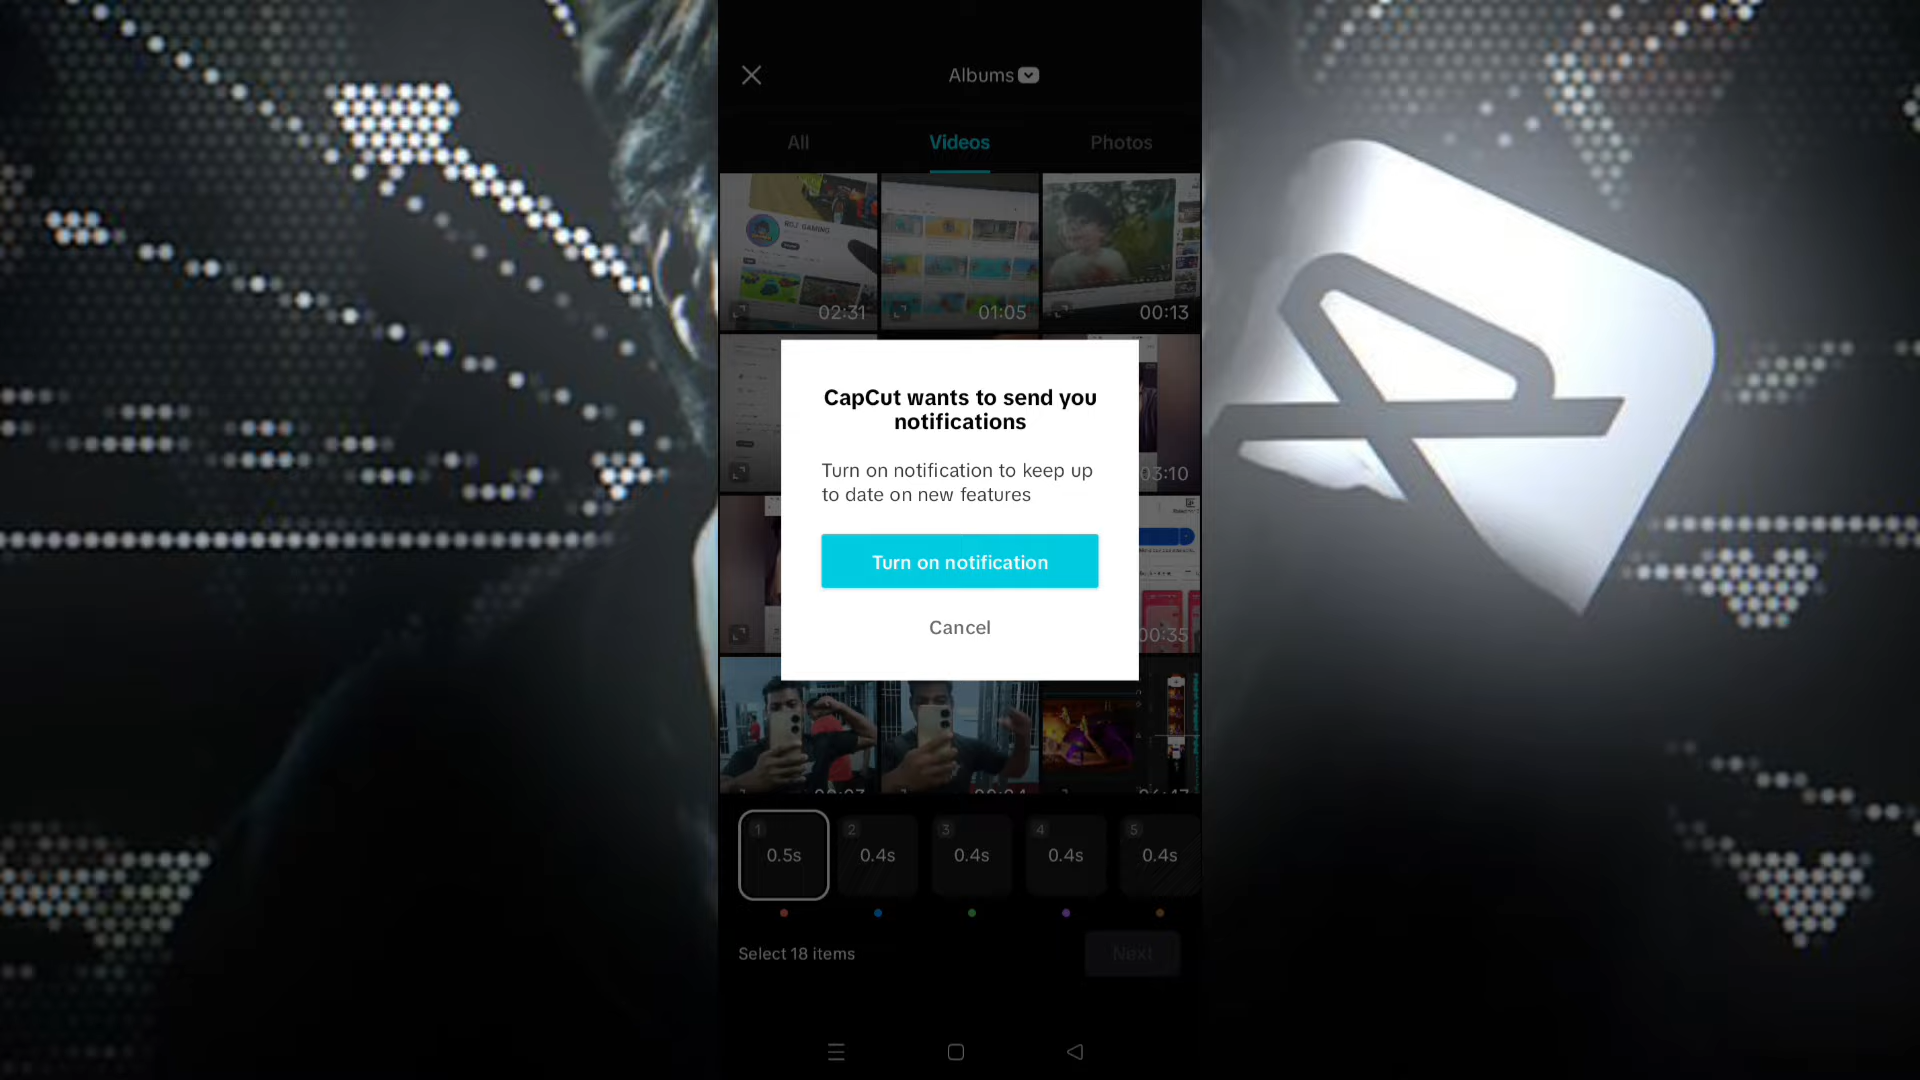 Albums
All
Videos
Photos
02:31
01:05
00:13
CapCut wants to send you
notifications
Turn on notification to keep up
to date on new features
Turn on notification
Cancel
03:10
00:35
1
0.5s
2
0.4s
3
0.4s
4
0.4s
5
0.4s
Select 18 items
Next